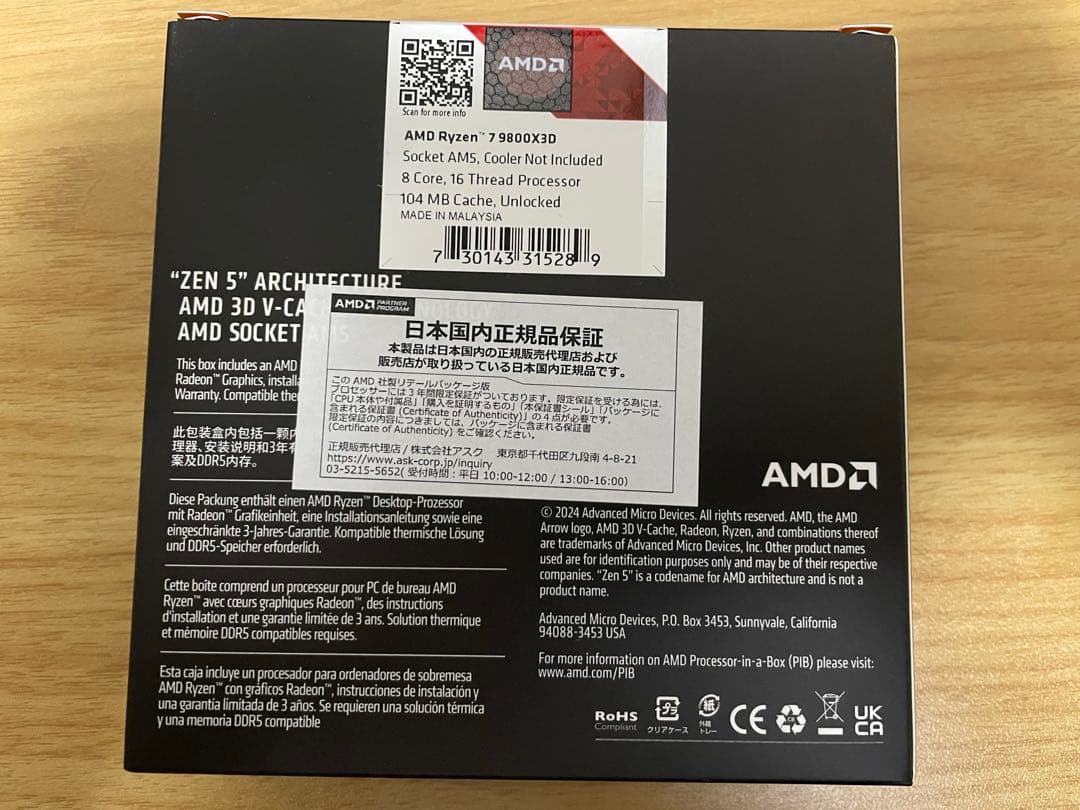 AMD
Scan for more info
AMD Ryzen™ 7 9800X3D
Socket AM5, Cooler Not Included
8 Core, 16 Thread Processor
104 MB Cache, Unlocked
MADE IN MALAYSIA
7 30143 31528 9
“ZEN 5” ARCHITECTURE
AMD 3D V-CAC
AMD SOCKET AM5
This box includes an AMD
Radeon™ Graphics, installa
Warranty. Compatible the
此包装盒内包括一颗
理器、安装说明和3年有
案及DDR5内存。
AMD PARTNER PROGRAM
日本国内正規品保証
本製品は日本国内の正規販売代理店および
販売店が取り扱っている日本国内正規品です。
この AMD 社製リテールパッケージ版
プロセッサーには３年間限定保証がついております。限定保証を受ける為には、
「CPU 本体や付属品」「購入を証明するもの」「本保証書シール」「パッケージに
含まれる保証書 (Certificate of Authenticity)」の 4 点が必要です。
限定保証の内容につきましては、パッケージに含まれる保証書
(Certificate of Authenticity) をご確認ください。
正規販売代理店 / 株式会社アスク 東京都千代田区九段南 4-8-21
https://www.ask-corp.jp/inquiry
03-5215-5652( 受付時間：平日 10:00-12:00 / 13:00-16:00)
Diese Packung enthält einen AMD Ryzen™ Desktop-Prozessor
mit Radeon™ Grafikeinheit, eine Installationsanleitung sowie eine
eingeschränkte 3-Jahres-Garantie. Kompatible thermische Lösung
und DDR5-Speicher erforderlich.
Cette boîte comprend un processeur pour PC de bureau AMD
Ryzen™ avec cœurs graphiques Radeon™, des instructions
d'installation et une garantie limitée de 3 ans. Solution thermique
et mémoire DDR5 compatibles requises.
Esta caja incluye un procesador para ordenadores de sobremesa
AMD Ryzen™ con gráficos Radeon™, instrucciones de instalación y
una garantía limitada de 3 años. Se requieren una solución térmica
y una memoria DDR5 compatible
AMD
© 2024 Advanced Micro Devices. All rights reserved. AMD, the AMD
Arrow logo, AMD 3D V-Cache, Radeon, Ryzen, and combinations thereof
are trademarks of Advanced Micro Devices, Inc. Other product names
used are for identification purposes only and may be of their respective
companies. “Zen 5” is a codename for AMD architecture and is not a
product name.
Advanced Micro Devices, P.O. Box 3453, Sunnyvale, California
94088-3453 USA
For more information on AMD Processor-in-a-Box (PIB) please visit:
www.amd.com/PIB
RoHS
Compliant
プラ
クリアケース
紙
外箱
トレー
CE
UK
CA